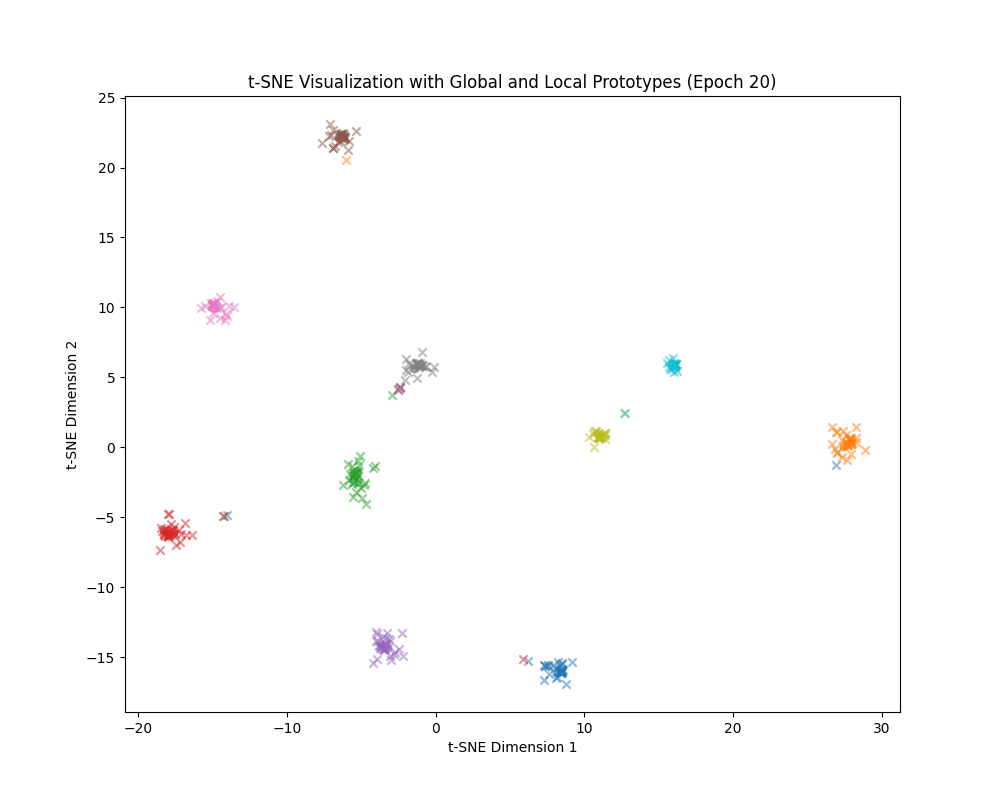 t-SNE Visualization with Global and Local Prototypes (Epoch 20)
25
20
15
10
5
0
−5
−10
−15
t-SNE Dimension 2
−20 −10 0 10 20 30
t-SNE Dimension 1